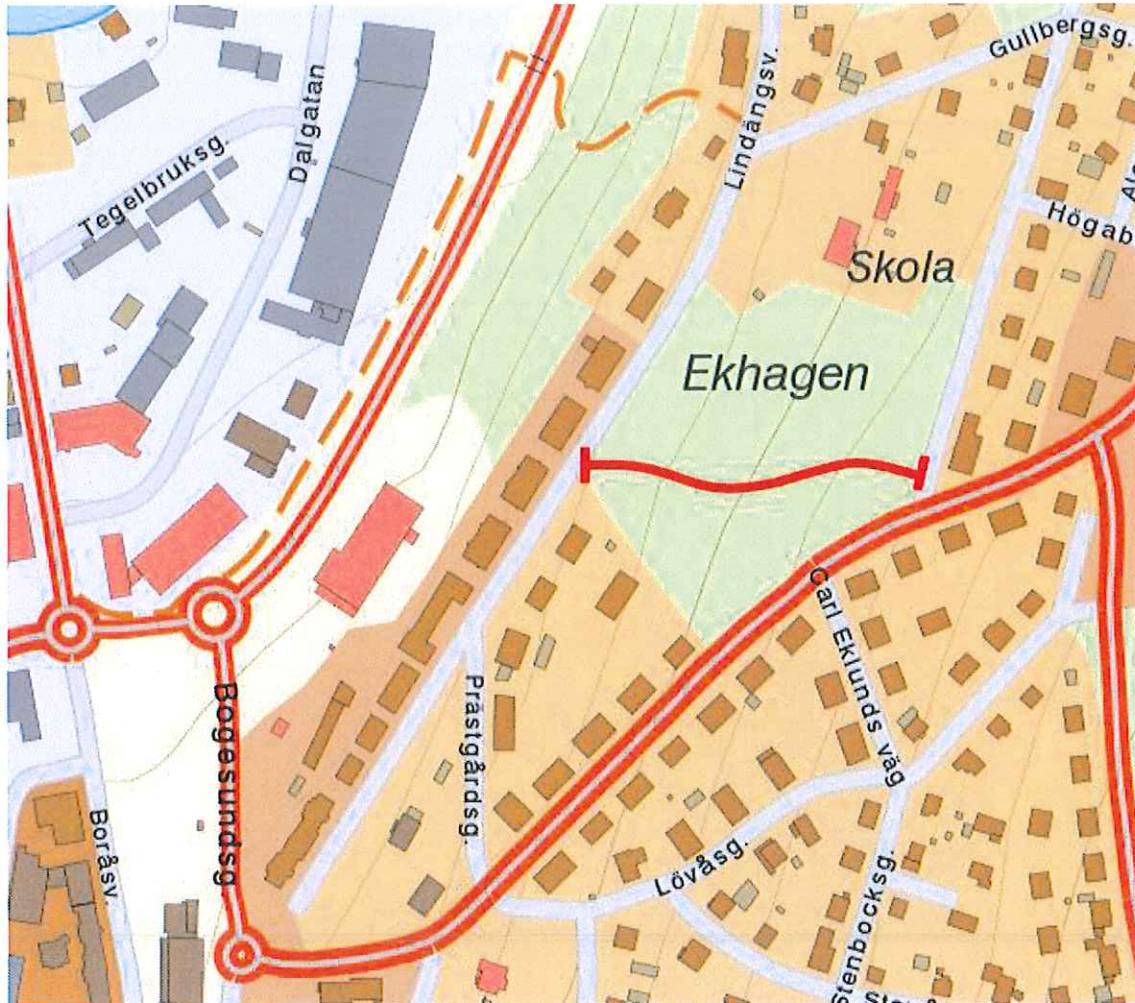 Gullbergsg.
Dalgatan
Lindängsv.
Tegelbruksg.
Högab
Skola
Ekhagen
Carl Eklunds väg
Prästgårdsg.
Bogesundsg
Boråsv.
Lövåsg.
Stenbocksg.